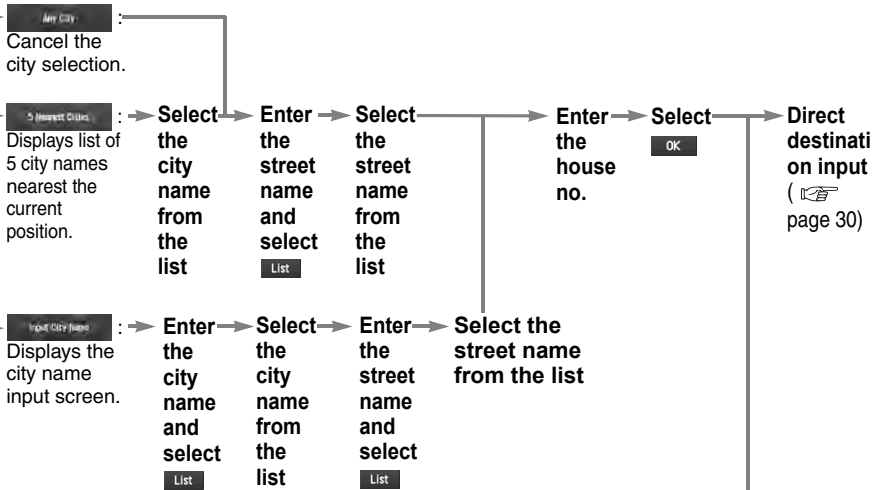 Any City :
Cancel the
city selection.
5 Nearest Cities :
Displays list of
5 city names
nearest the
current
position.
Select
the
city
name
from
the
list
Enter
the
street
name
and
select
List
Select
the
street
name
from
the
list
Enter
the
house
no.
Select
OK
Direct
destinati
on input
( ☞
page 30)
Input City Name :
Displays the
city name
input screen.
Enter
the
city
name
and
select
List
Select
the
city
name
from
the
list
Enter
the
street
name
and
select
List
Select the
street name
from the list